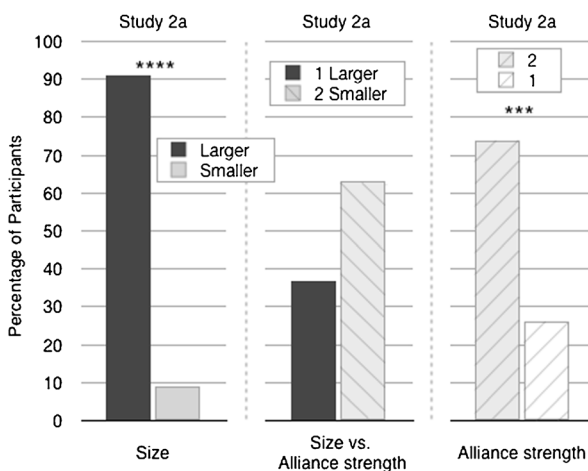 Study 2a
Study 2a
Study 2a
Percentage of Participants
100
90
80
70
60
50
40
30
20
10
0
****
Larger
Smaller
1 Larger
2 Smaller
2
1
***
Size
Size vs.
Alliance strength
Alliance strength